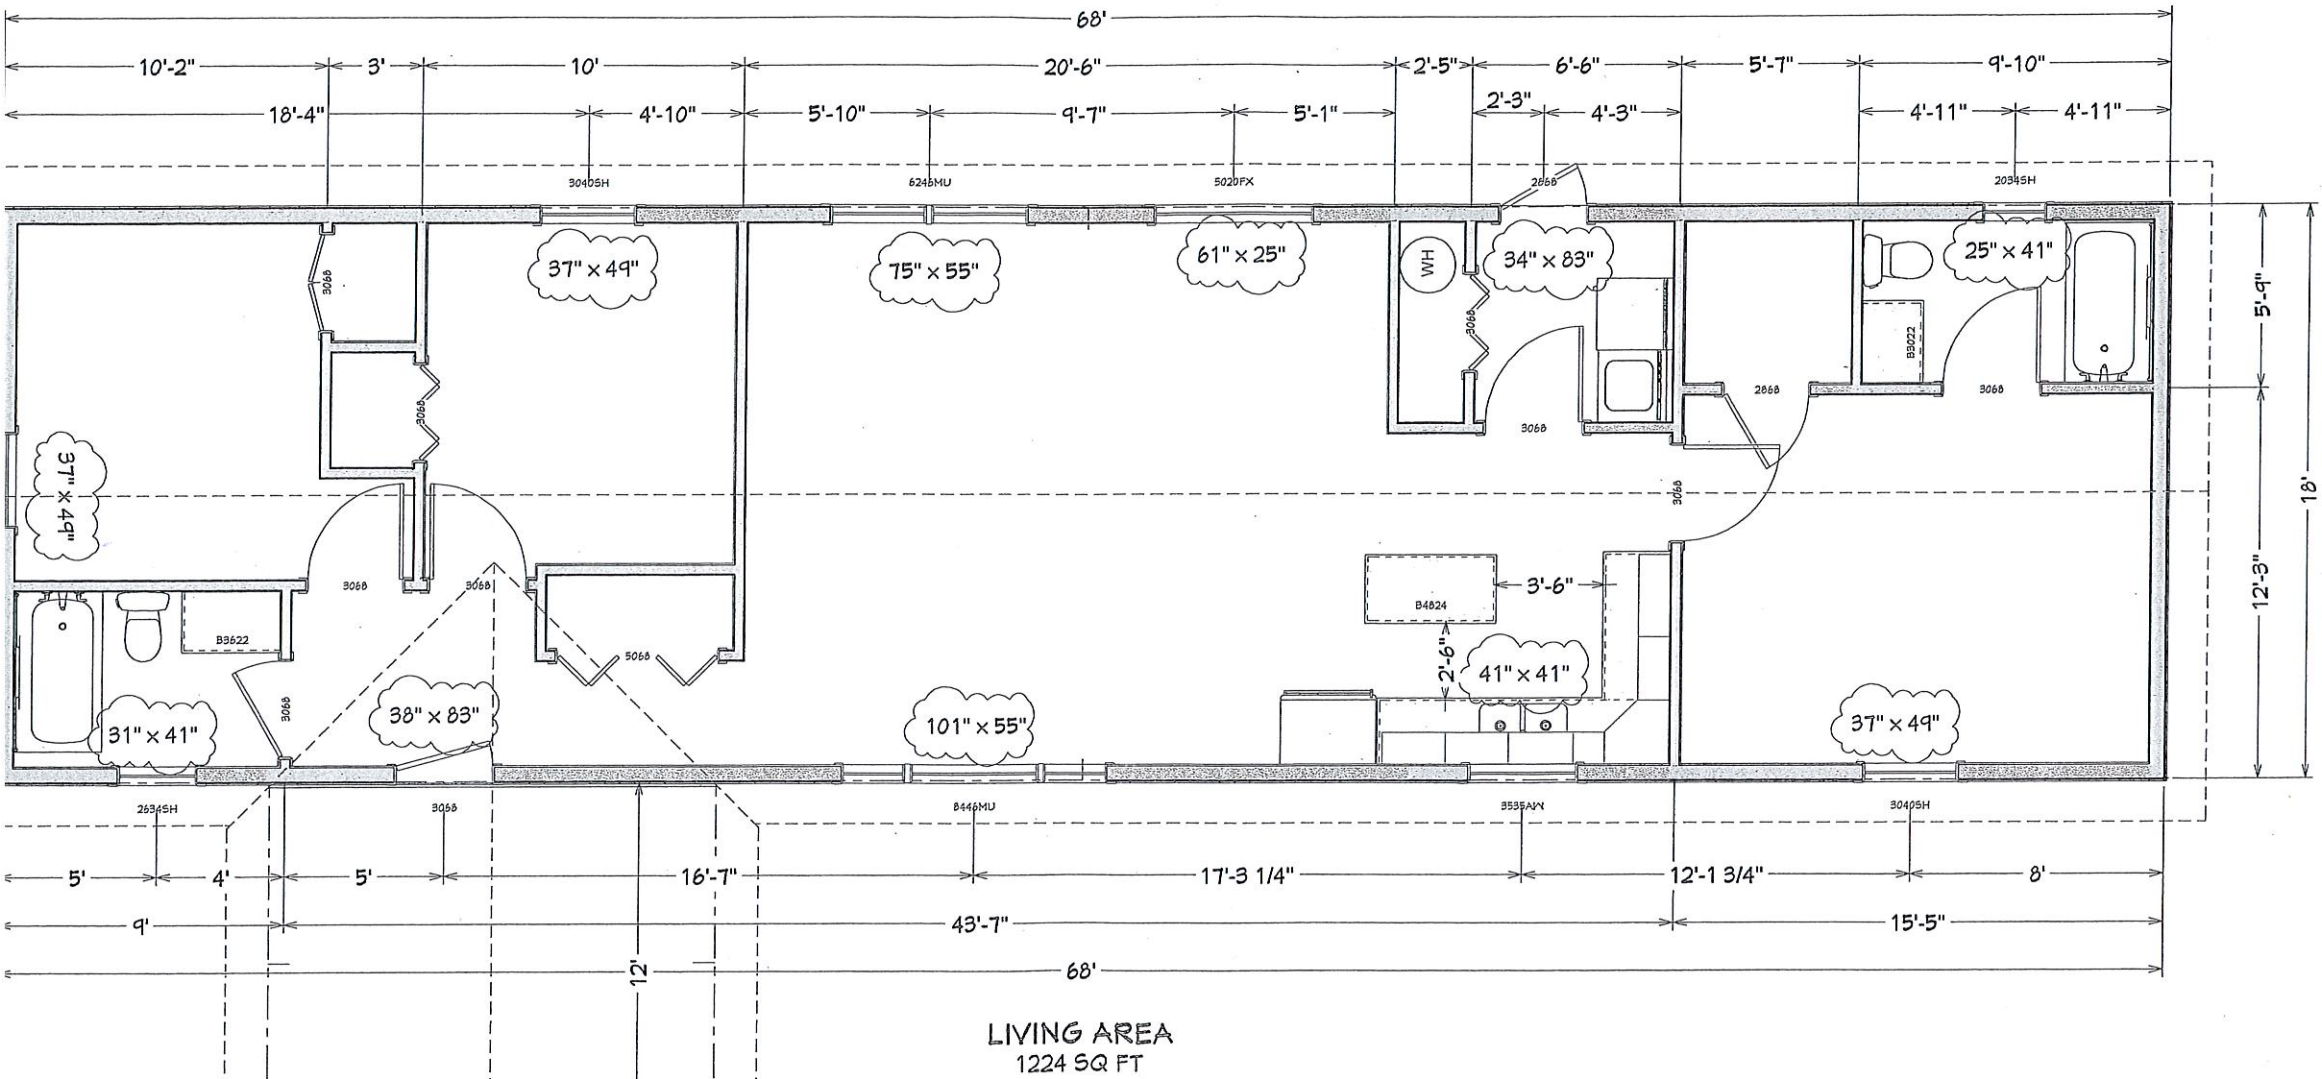 68'
10'-2" 3' 10' 20'-6" 2'-5" 6'-6" 5'-7" 9'-10"
18'-4" 4'-10" 5'-10" 9'-7" 5'-1" 2'-3" 4'-3" 4'-11" 4'-11"
3040SH 6246MU 5020FX 2868 2034SH
37" x 49" 75" x 55" 61" x 25" WH 34" x 83" 25" x 41"
3068
3068
3068
B3022
5'-9"
3068
2868
3068
37" x 49"
3068
18'
3068
3068
3'-6"
B4824
12'-3"
B3622
5068
2'-6"
41" x 41"
3068
31" x 41"
38" x 83"
101" x 55"
37" x 49"
2634SH 3068 8446MU 3535AW 3040SH
5' 4' 5' 16'-7" 17'-3 1/4" 12'-1 3/4" 8'
9' 43'-7" 15'-5"
12'
68'
LIVING AREA
1224 SQ FT